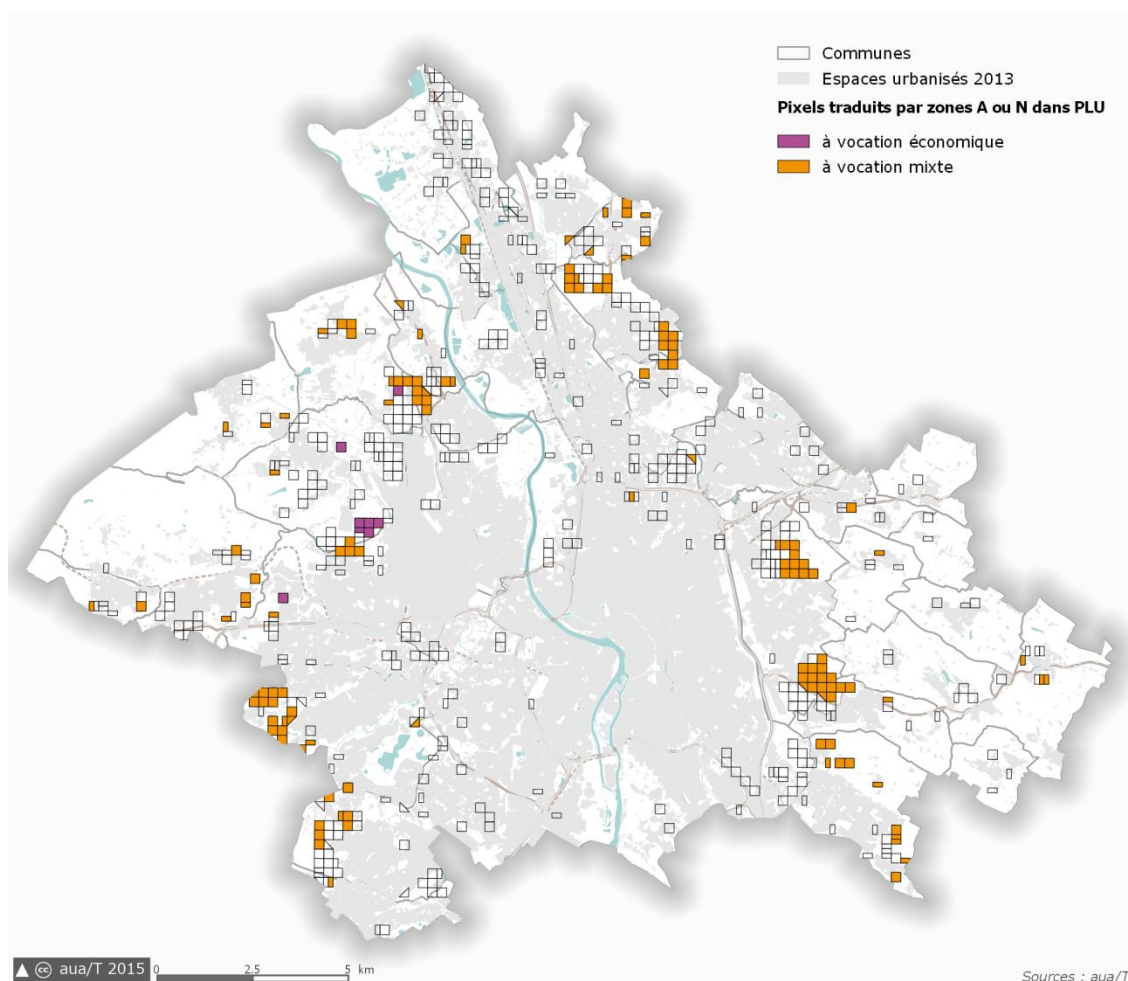 Communes
Espaces urbanisés 2013
Pixels traduits par zones A ou N dans PLU
à vocation économique
à vocation mixte
▲ cc aua/T 2015 0 2.5 5 km
Sources : aua/T